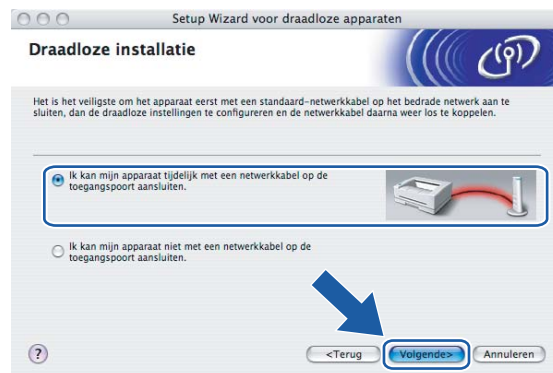 Setup Wizard voor draadloze apparaten
Draadloze installatie
Het is het veiligste om het apparaat eerst met een standaard-netwerkkabel op het bedrade netwerk aan te
sluiten, dan de draadloze instellingen te configureren en de netwerkkabel daarna weer los te koppelen.
Ik kan mijn apparaat tijdelijk met een netwerkkabel op de
toegangspoort aansluiten.
Ik kan mijn apparaat niet met een netwerkkabel op de
toegangspoort aansluiten.
?
<Terug
Volgende>
Annuleren